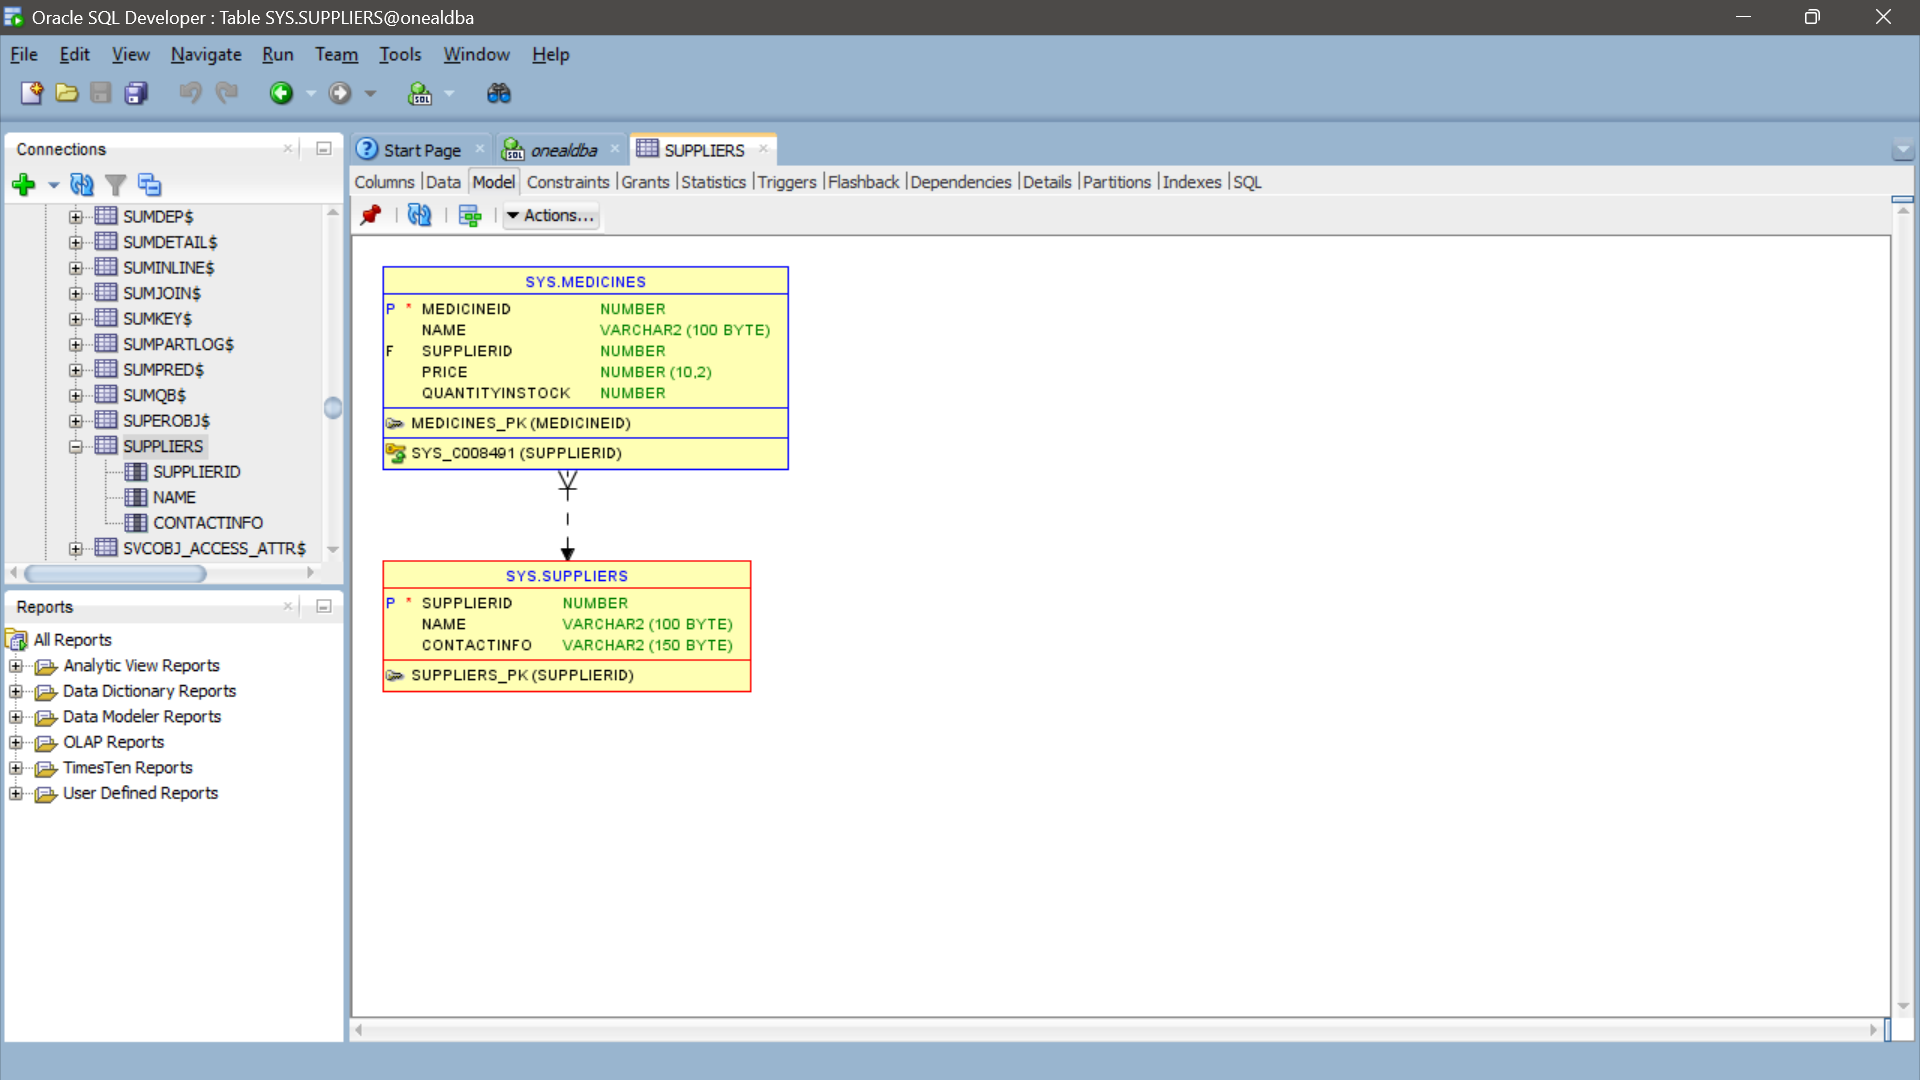 Oracle SQL Developer : Table SYS.SUPPLIERS@onealdba
File Edit View Navigate Run Team Tools Window Help
Connections
SUMDEP$
SUMDETAIL$
SUMINLINE$
SUMJOIN$
SUMKEY$
SUMPARTLOG$
SUMPRED$
SUMQB$
SUPEROBJ$
SUPPLIERS
SUPPLIERID
NAME
CONTACTINFO
SVCOBJ_ACCESS_ATTR$
Reports
All Reports
Analytic View Reports
Data Dictionary Reports
Data Modeler Reports
OLAP Reports
TimesTen Reports
User Defined Reports
Start Page onealdba SUPPLIERS
Columns Data Model Constraints Grants Statistics Triggers Flashback Dependencies Details Partitions Indexes SQL
Actions...
SYS.MEDICINES
P * MEDICINEID NUMBER
NAME VARCHAR2 (100 BYTE)
F SUPPLIERID NUMBER
PRICE NUMBER (10,2)
QUANTITYINSTOCK NUMBER
MEDICINES_PK (MEDICINEID)
SYS_C008491 (SUPPLIERID)
SYS.SUPPLIERS
P * SUPPLIERID NUMBER
NAME VARCHAR2 (100 BYTE)
CONTACTINFO VARCHAR2 (150 BYTE)
SUPPLIERS_PK (SUPPLIERID)